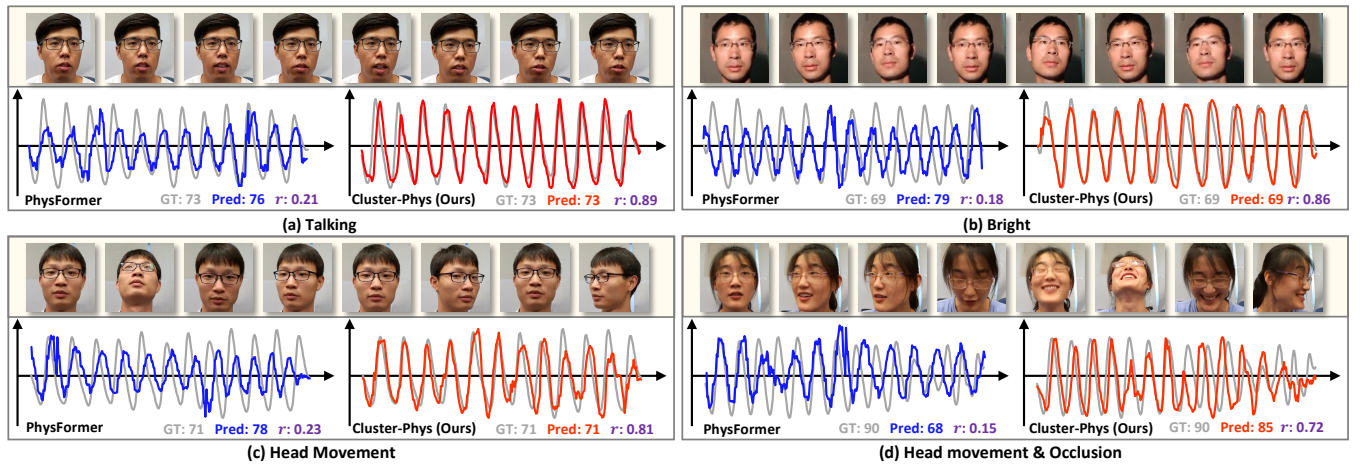 PhysFormer GT: 73 Pred: 76 r: 0.21
Cluster-Phys (Ours) GT: 73 Pred: 73 r: 0.89
(a) Talking
PhysFormer GT: 69 Pred: 79 r: 0.18
Cluster-Phys (Ours) GT: 69 Pred: 69 r: 0.86
(b) Bright
PhysFormer GT: 71 Pred: 78 r: 0.23
Cluster-Phys (Ours) GT: 71 Pred: 71 r: 0.81
(c) Head Movement
PhysFormer GT: 90 Pred: 68 r: 0.15
Cluster-Phys (Ours) GT: 90 Pred: 85 r: 0.72
(d) Head movement & Occlusion